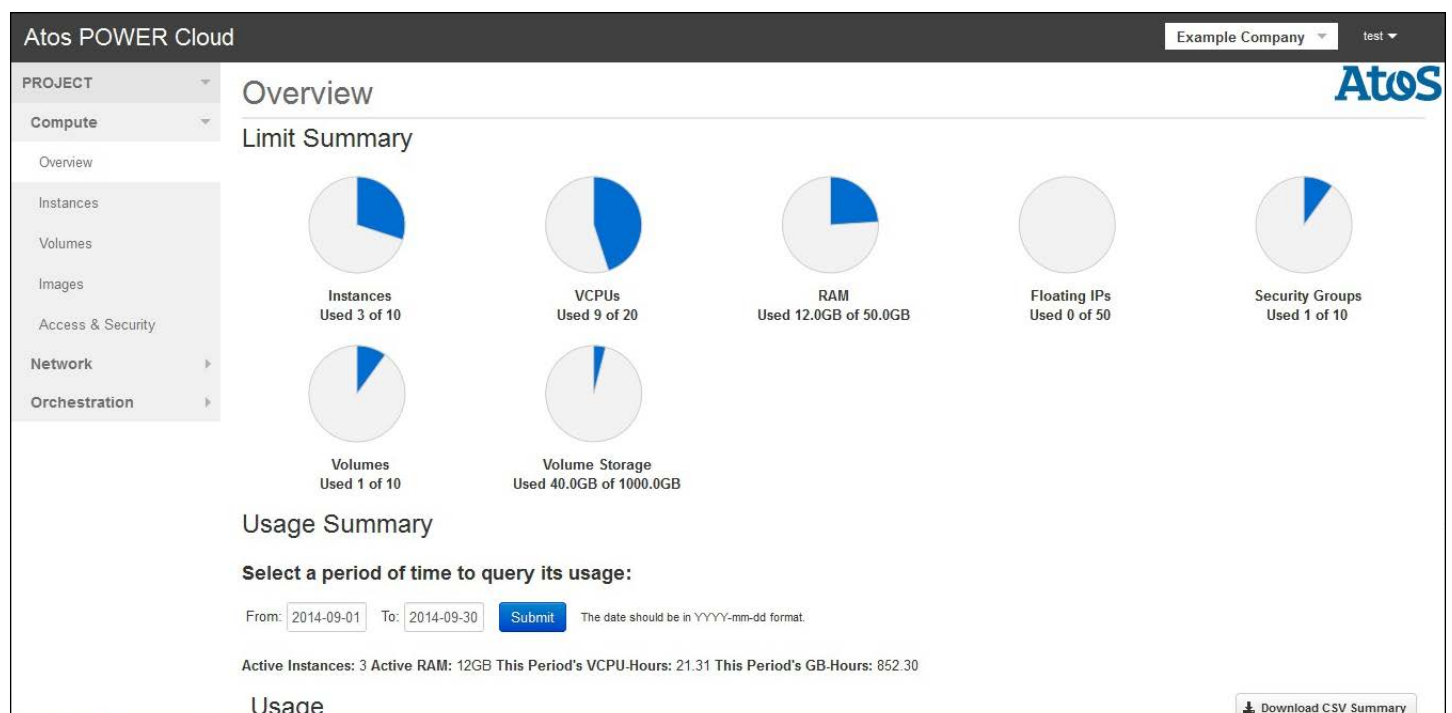 Atos POWER Cloud
Example Company
test
PROJECT
Compute
Overview
Instances
Volumes
Images
Access & Security
Network
Orchestration
Overview
Atos
Limit Summary
Instances
Used 3 of 10
VCPUs
Used 9 of 20
RAM
Used 12.0GB of 50.0GB
Floating IPs
Used 0 of 50
Security Groups
Used 1 of 10
Volumes
Used 1 of 10
Volume Storage
Used 40.0GB of 1000.0GB
Usage Summary
Select a period of time to query its usage:
From: 2014-09-01 To: 2014-09-30 Submit The date should be in YYYY-mm-dd format.
Active Instances: 3 Active RAM: 12GB This Period's VCPU-Hours: 21.31 This Period's GB-Hours: 852.30
Usage
Download CSV Summary